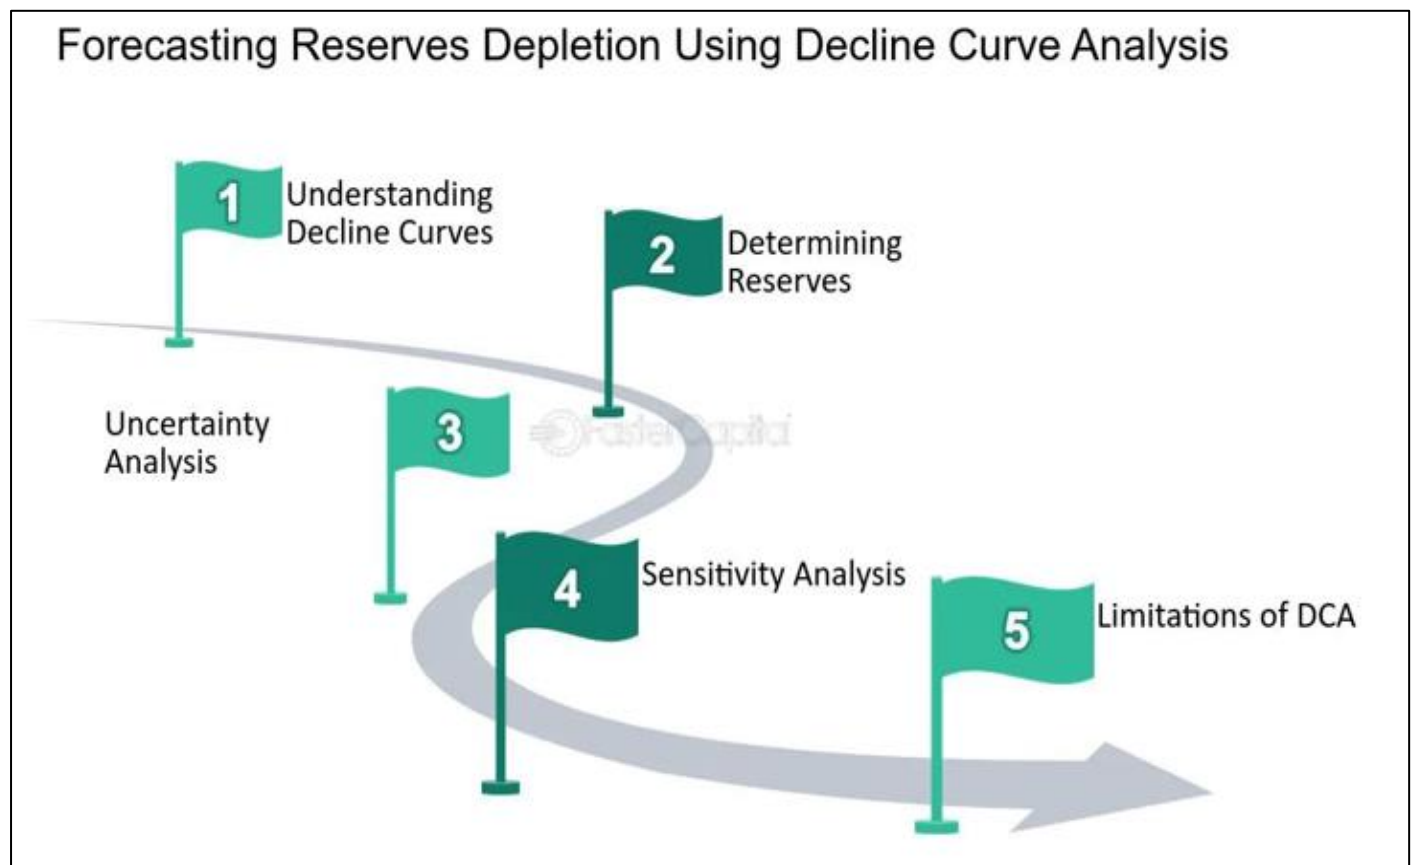 Forecasting Reserves Depletion Using Decline Curve Analysis
1
Understanding
Decline Curves
2
Determining
Reserves
3
Uncertainty
Analysis
FasterCapital
4
Sensitivity Analysis
5
Limitations of DCA